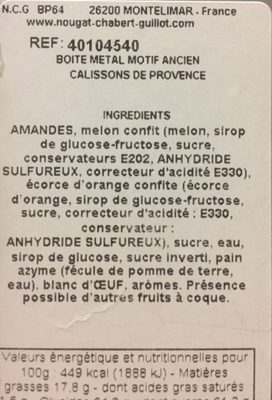 N.C.G BP64 26200 MONTELIMAR - France
www.nougat-chabert-guillot.com
REF: 40104540
BOITE METAL MOTIF ANCIEN
CALISSONS DE PROVENCE
INGREDIENTS
AMANDES, melon confit (melon, sirop
de glucose-fructose, sucre,
conservateurs E202, ANHYDRIDE
SULFUREUX, correcteur d'acidité E330),
écorce d'orange confite (écorce
d'orange, sirop de glucose-fructose,
sucre, correcteur d'acidité : E330,
conservateur :
ANHYDRIDE SULFUREUX), sucre, eau,
sirop de glucose, sucre inverti, pain
azyme (fécule de pomme de terre,
eau), blanc d'ŒUF, arômes. Présence
possible d'autres fruits à coque.
Valeurs énergétique et nutritionnelles pour
100g : 449 kcal (1888 kJ) - Matières
grasses 17,8 g - dont acides gras saturés